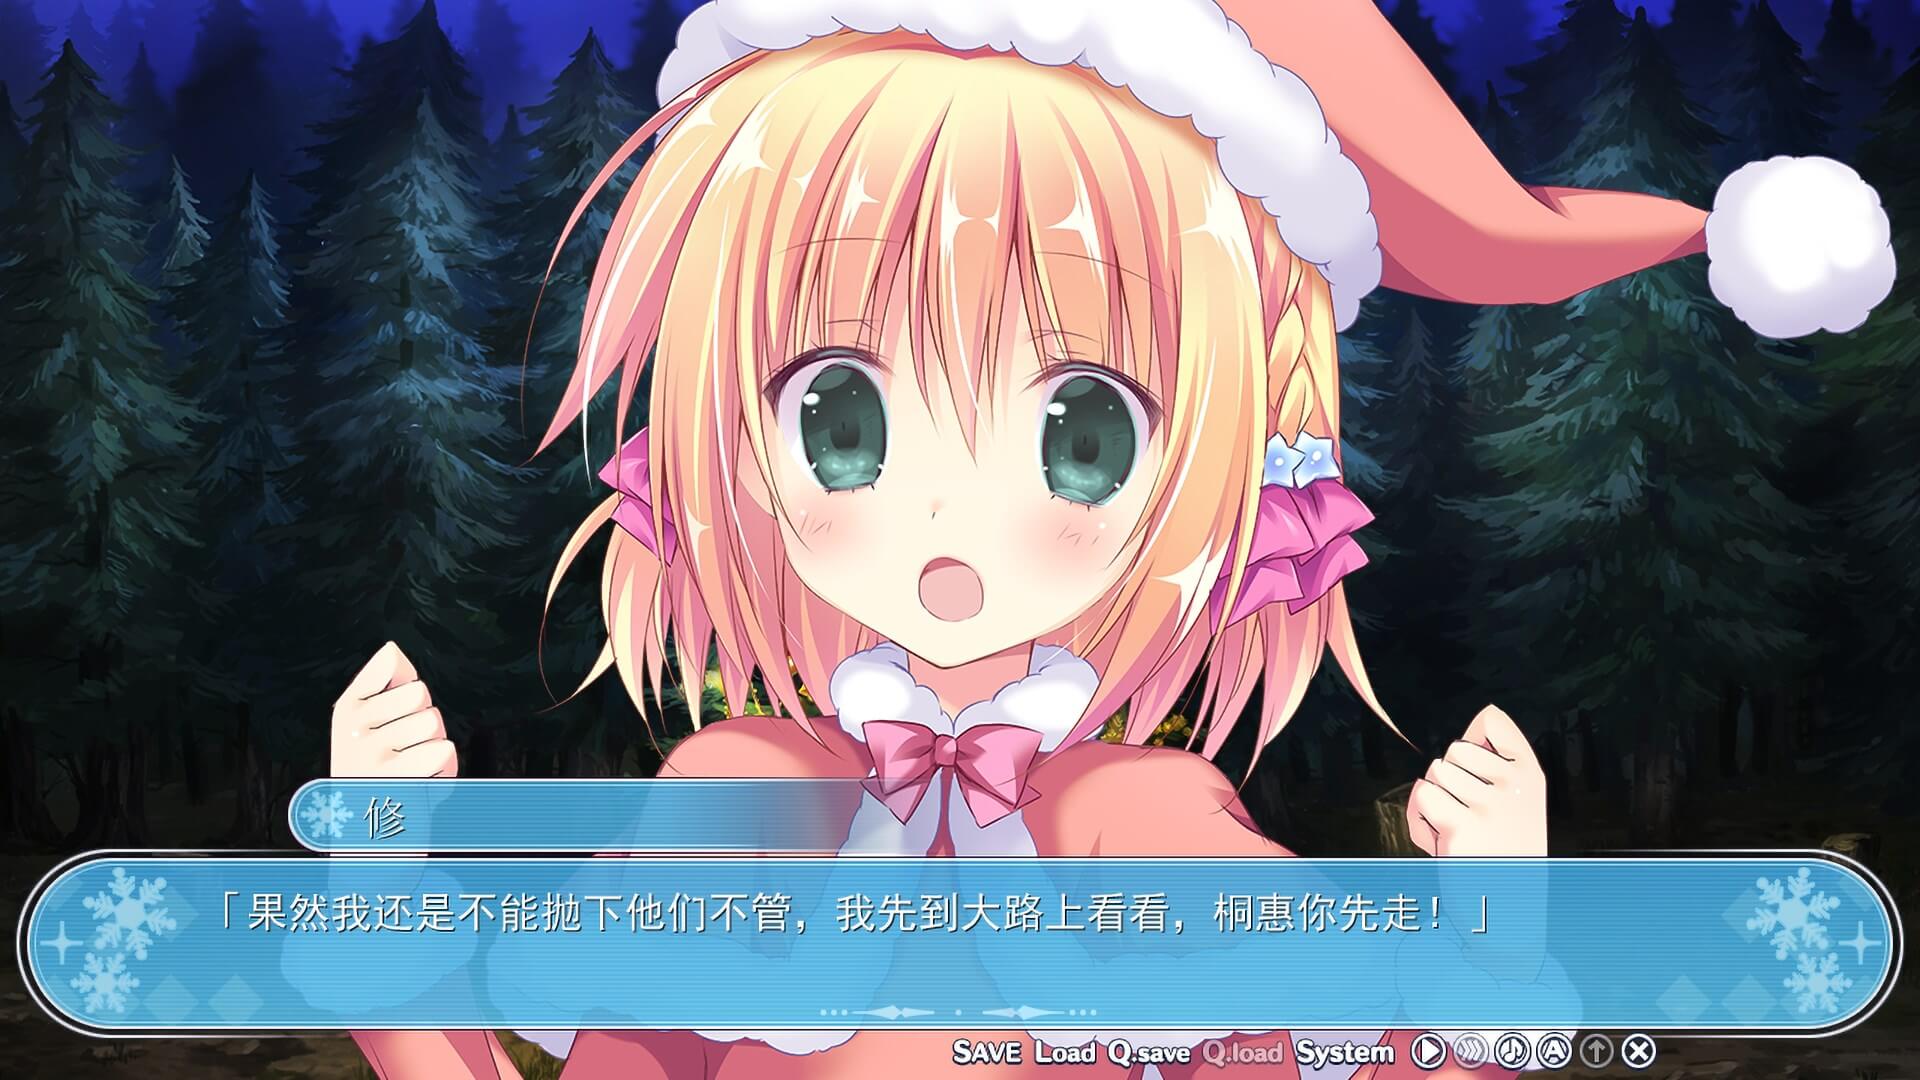 修
「果然我还是不能抛下他们不管，我先到大路上看看，桐惠你先走！」
SAVE Load Q.save Q.load System